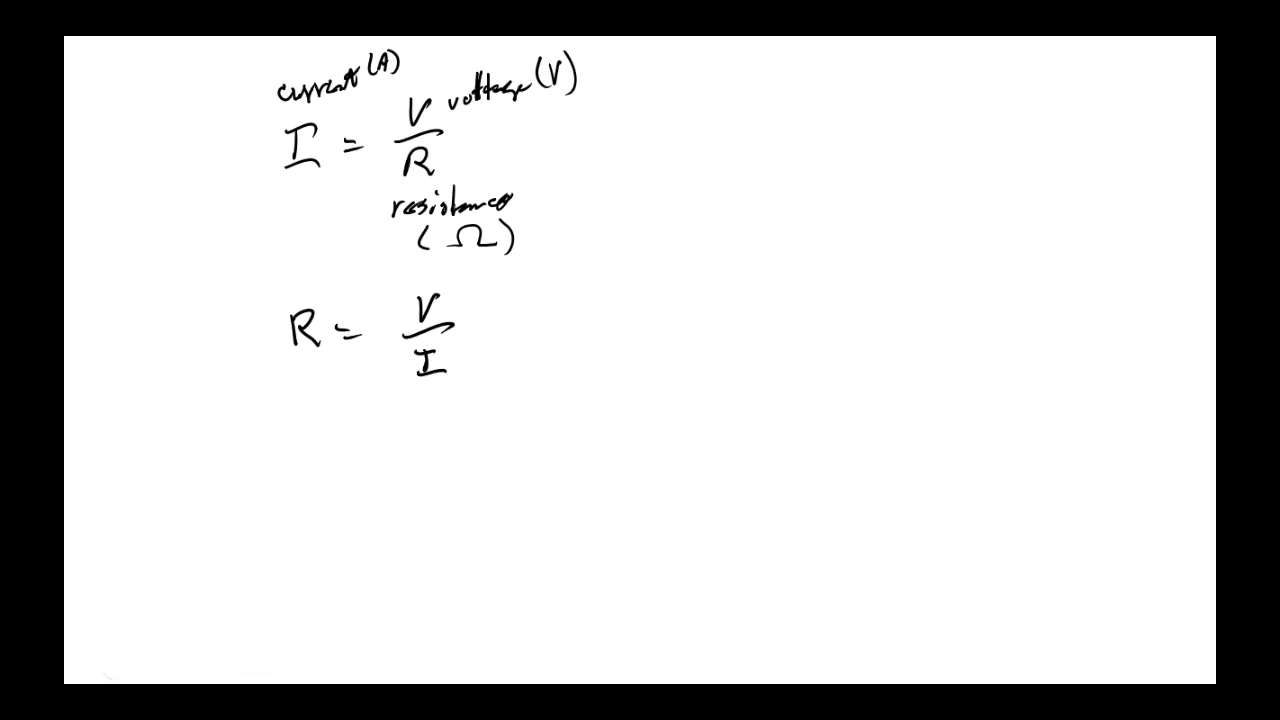 current (A)
voltage (V)
I = V/R
resistance
(Ω)
R = V/I